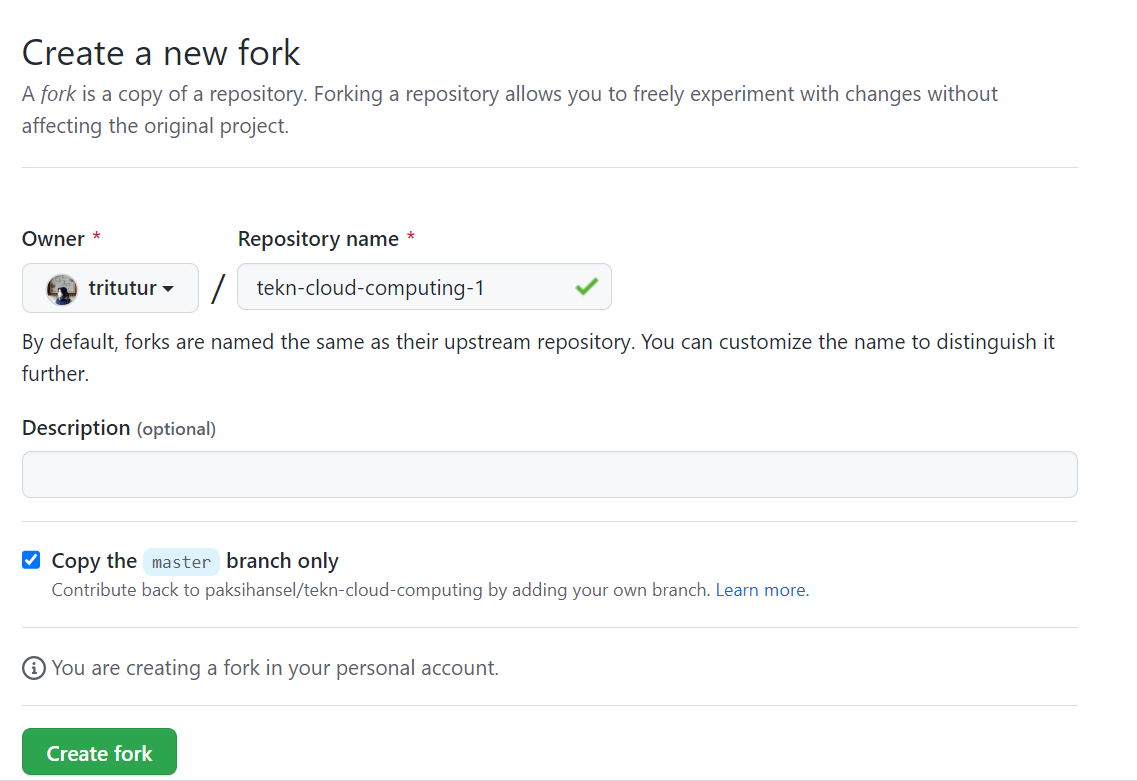 Create a new fork
A fork is a copy of a repository. Forking a repository allows you to freely experiment with changes without
affecting the original project.
Owner *
Repository name *
tritutur
/
tekn-cloud-computing-1
By default, forks are named the same as their upstream repository. You can customize the name to distinguish it
further.
Description (optional)
Copy the master branch only
Contribute back to paksihansel/tekn-cloud-computing by adding your own branch. Learn more.
You are creating a fork in your personal account.
Create fork